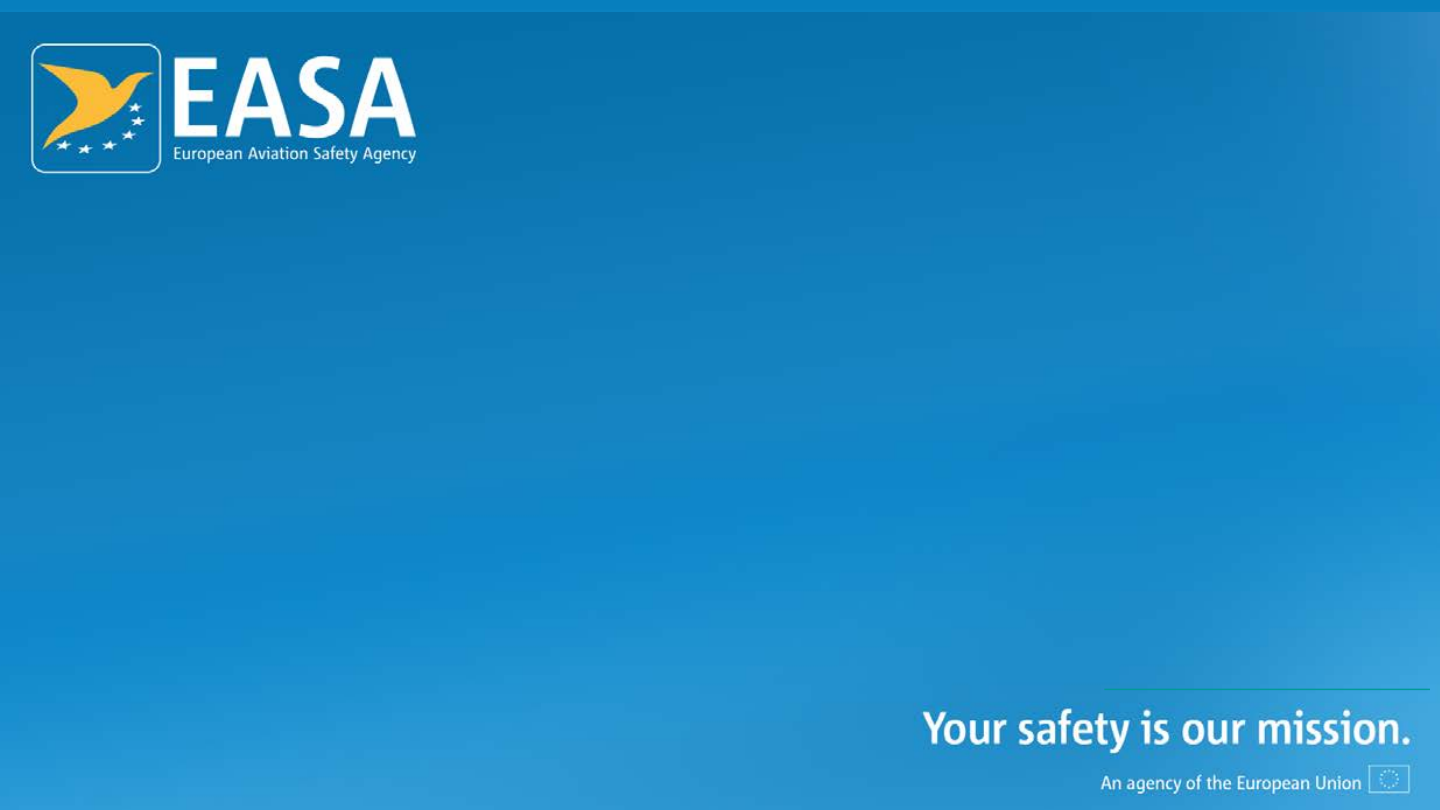 EASA
European Aviation Safety Agency
Your safety is our mission.
An agency of the European Union